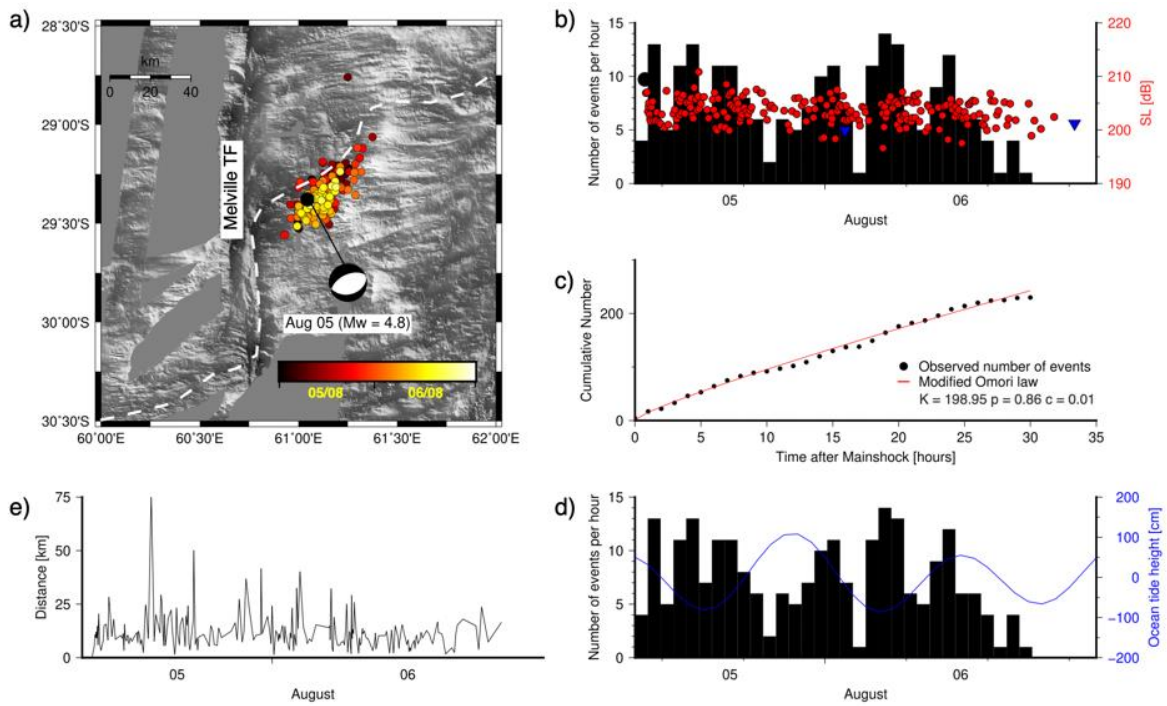 a)
28°30'S
29°00'S
29°30'S
30°00'S
30°30'S
60°00'E 60°30'E 61°00'E 61°30'E 62°00'E
km
0 20 40
Melville TF
Aug 05 (Mw = 4.8)
05/08 06/08
b)
Number of events per hour
15
10
5
0
220
210
200
190
SL [dB]
05 06
August
c)
Cumulative Number
200
0
Observed number of events
Modified Omori law
K = 198.95 p = 0.86 c = 0.01
0 5 10 15 20 25 30 35
Time after Mainshock [hours]
e)
Distance [km]
75
50
25
0
05 06
August
d)
Number of events per hour
15
10
5
0
200
100
0
−100
−200
Ocean tide height [cm]
05 06
August